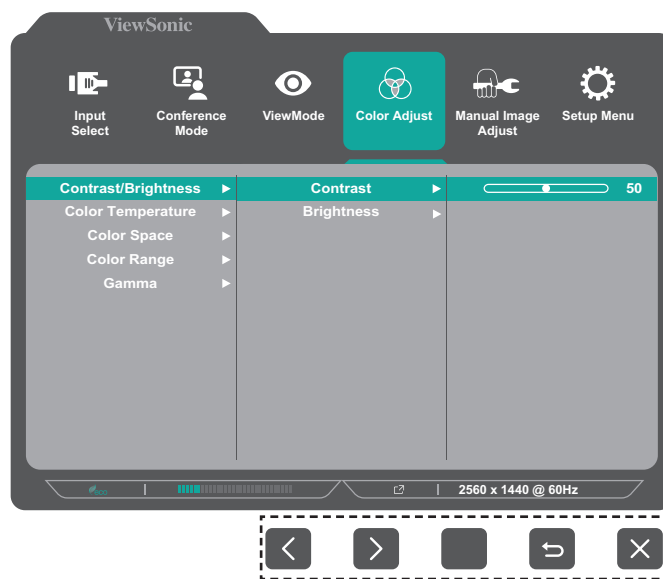 ViewSonic
Input
Select
Conference
Mode
ViewMode
Color Adjust
Manual Image
Adjust
Setup Menu
Contrast/Brightness
Contrast
50
Color Temperature
Brightness
Color Space
Color Range
Gamma
eco
2560 x 1440 @ 60Hz